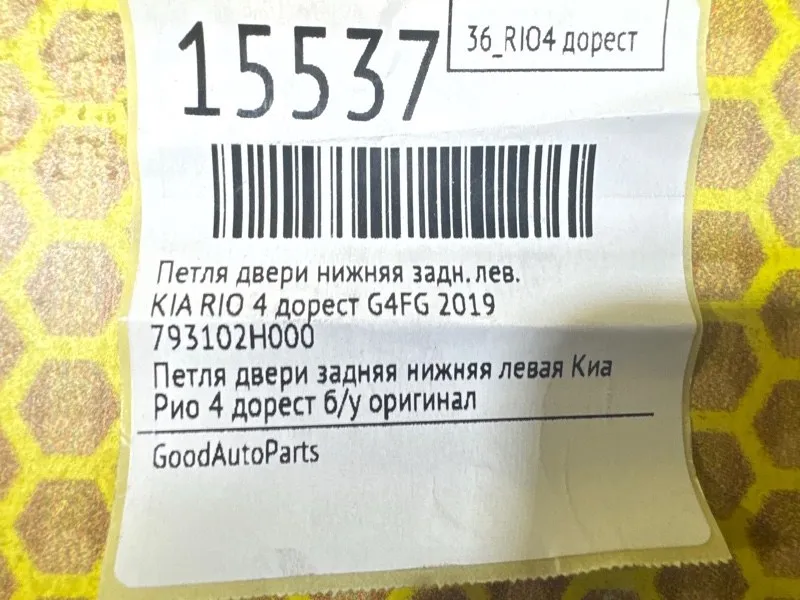 15537
36_RIO4 дорест
Петля двери нижняя задн. лев.
KIA RIO 4 дорест G4FG 2019
793102H000
Петля двери задняя нижняя левая Киа
Рио 4 дорест б/у оригинал
GoodAutoParts